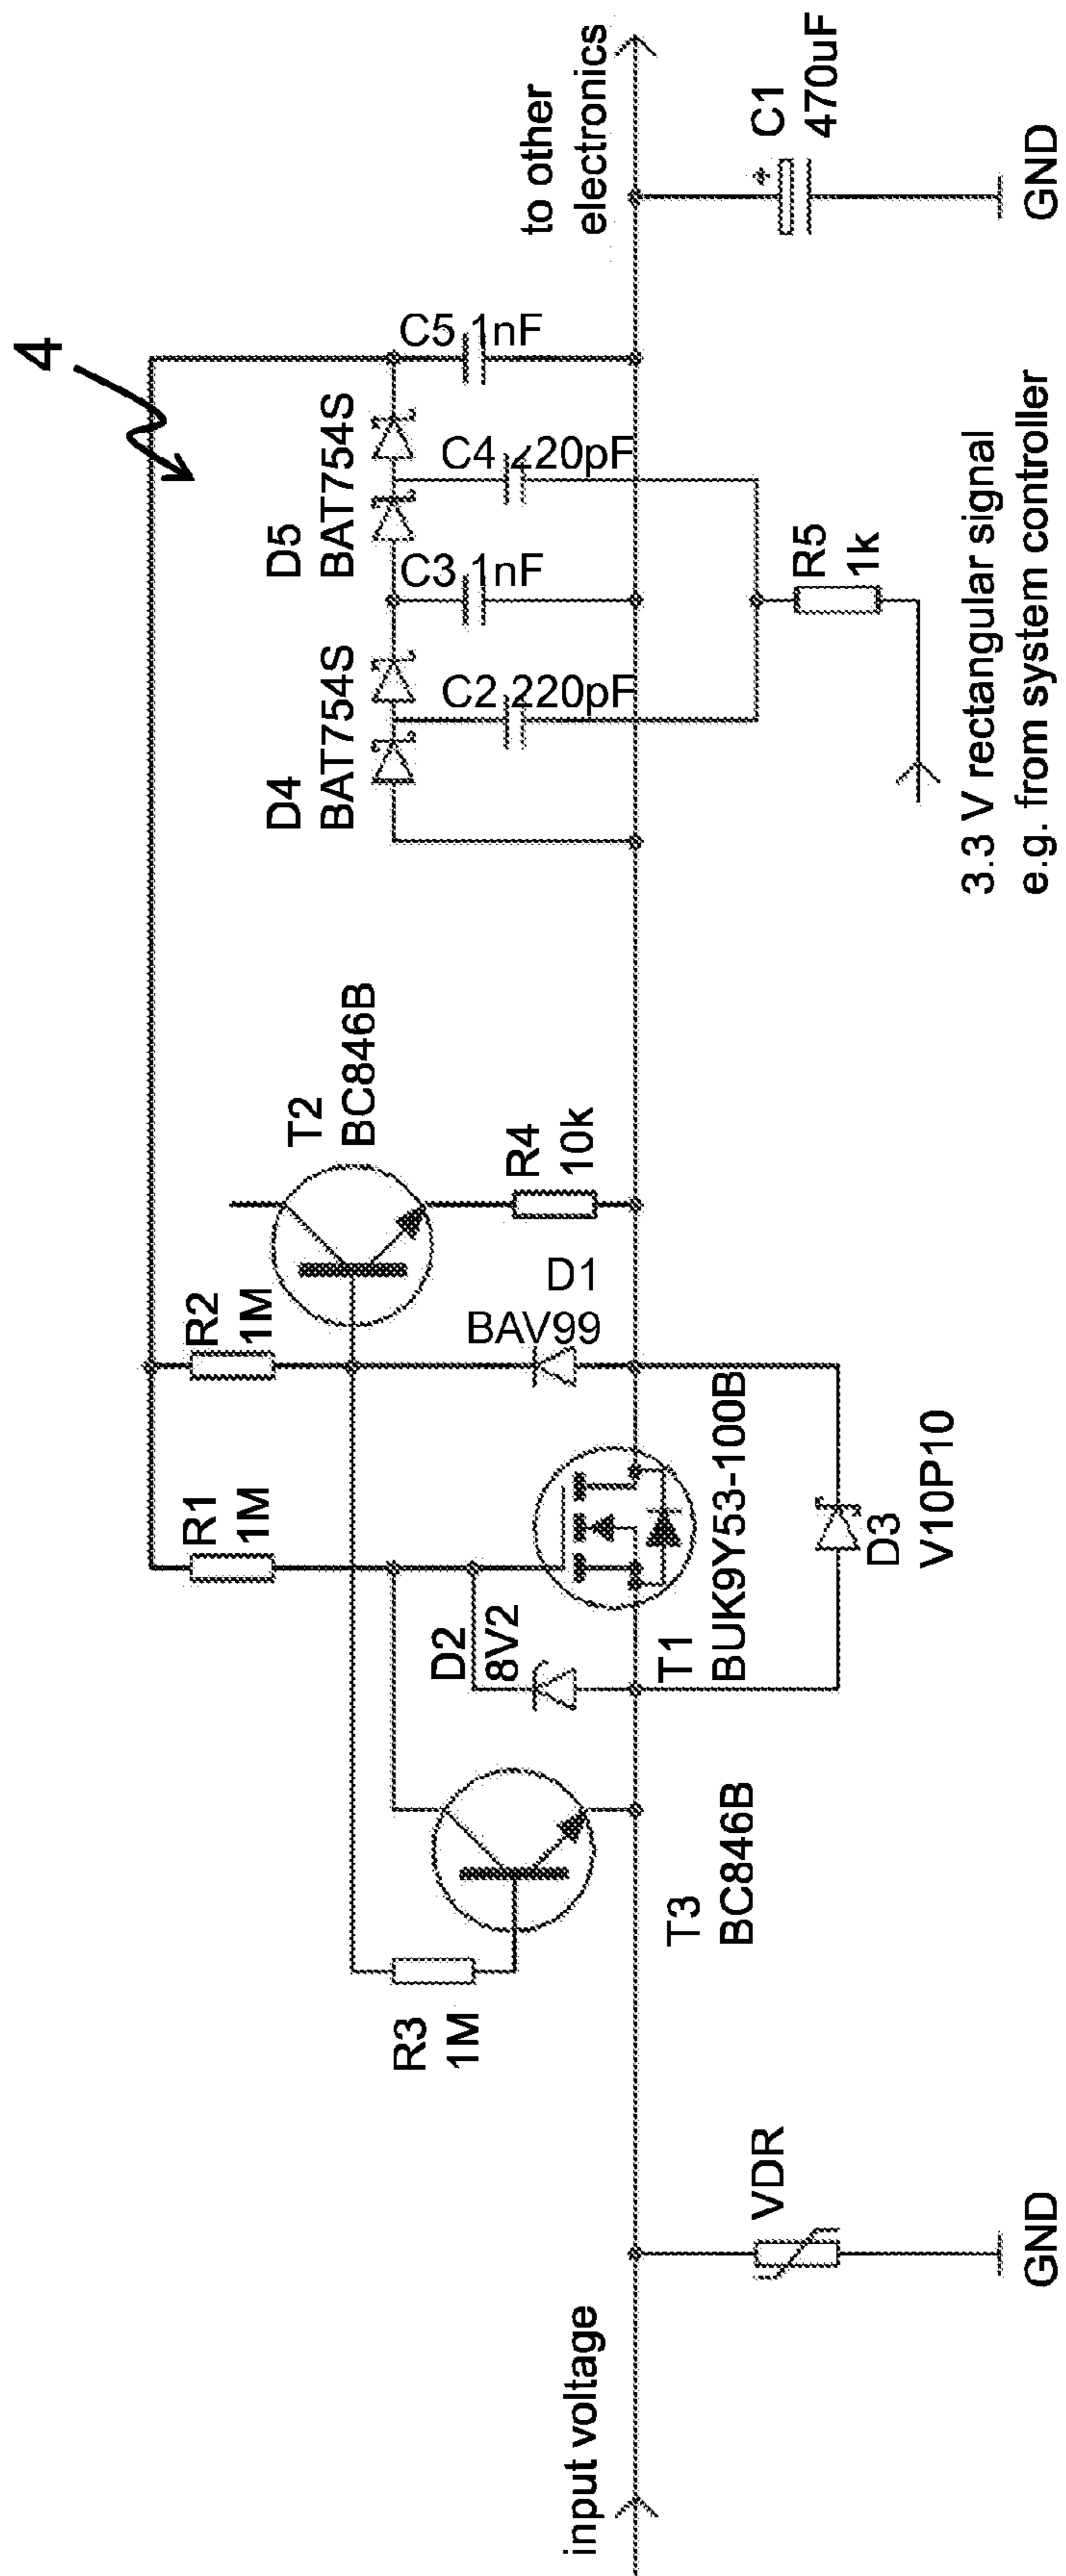 4
to other
electronics
C1
470uF
GND
C5 1nF
D5
BAT754S
C4
20pF
C3 1nF
D4
BAT754S
C2 220pF
R5
1k
3.3 V rectangular signal
e.g. from system controller
T2
BC846B
R4
10k
R2
1M
D1
BAV99
R1
1M
D2
8V2
T1
BUK9Y53-100B
D3
V10P10
T3
BC846B
R3
1M
VDR
GND
input voltage